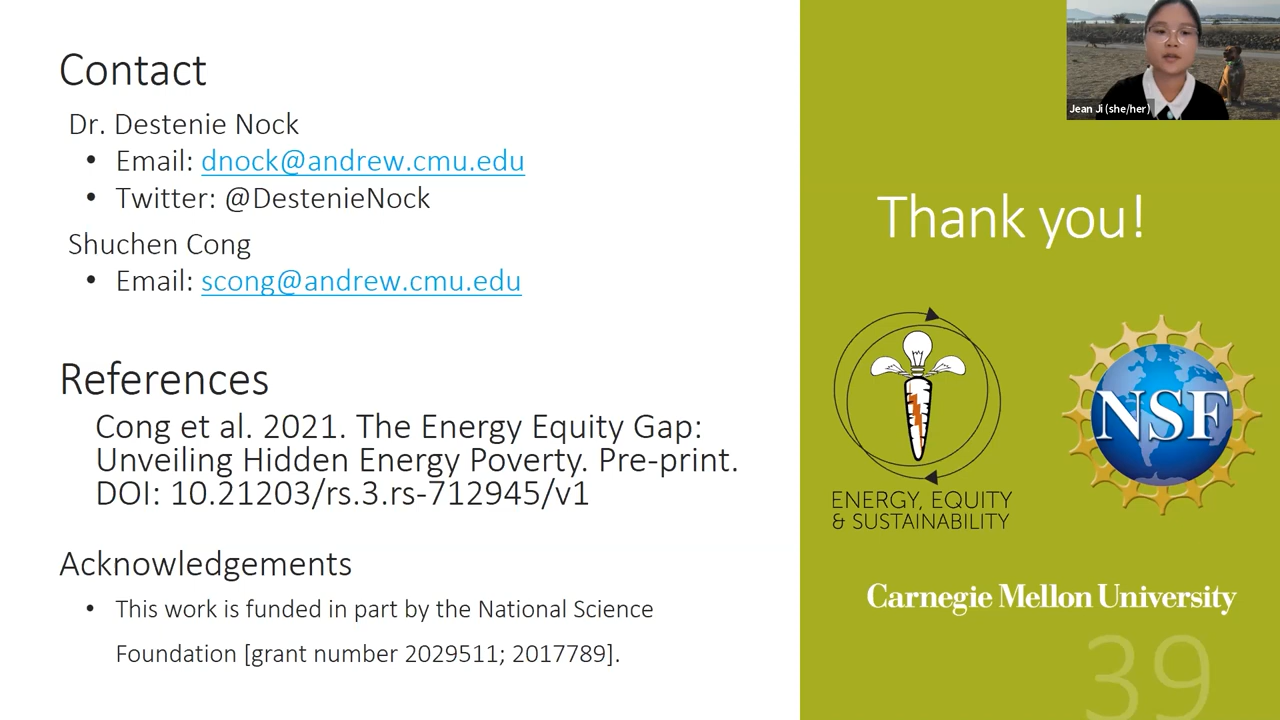 Contact
Dr. Destenie Nock
• Email: dnock@andrew.cmu.edu
• Twitter: @DestenieNock
Shuchen Cong
• Email: scong@andrew.cmu.edu
References
Cong et al. 2021. The Energy Equity Gap:
Unveiling Hidden Energy Poverty. Pre-print.
DOI: 10.21203/rs.3.rs-712945/v1
Acknowledgements
• This work is funded in part by the National Science
Foundation [grant number 2029511; 2017789].
Jean Ji (she/her)
Thank you!
ENERGY, EQUITY
& SUSTAINABILITY
NSF
Carnegie Mellon University
39